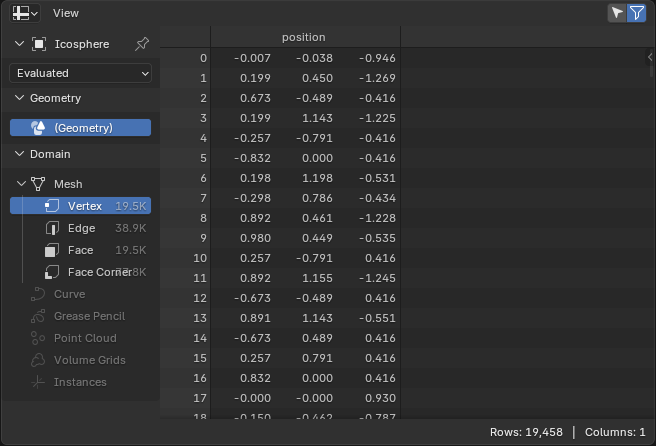 View
Icosphere
Evaluated
Geometry
(Geometry)
Domain
Mesh
Vertex 19.5K
Edge 38.9K
Face 19.5K
Face Corner 8K
Curve
Grease Pencil
Point Cloud
Volume Grids
Instances
position
0 -0.007 -0.038 -0.946
1 0.199 0.450 -1.269
2 0.673 -0.489 -0.416
3 0.199 1.143 -1.225
4 -0.257 -0.791 -0.416
5 -0.832 0.000 -0.416
6 0.198 1.198 -0.531
7 -0.298 0.786 -0.434
8 0.892 0.461 -1.228
9 0.980 0.449 -0.535
10 0.257 -0.791 0.416
11 0.892 1.155 -1.245
12 -0.673 -0.489 0.416
13 0.891 1.143 -0.551
14 -0.673 0.489 0.416
15 0.257 0.791 0.416
16 0.832 0.000 0.416
17 -0.000 -0.000 0.930
18 -0.150 -0.462 -0.787
Rows: 19,458 | Columns: 1